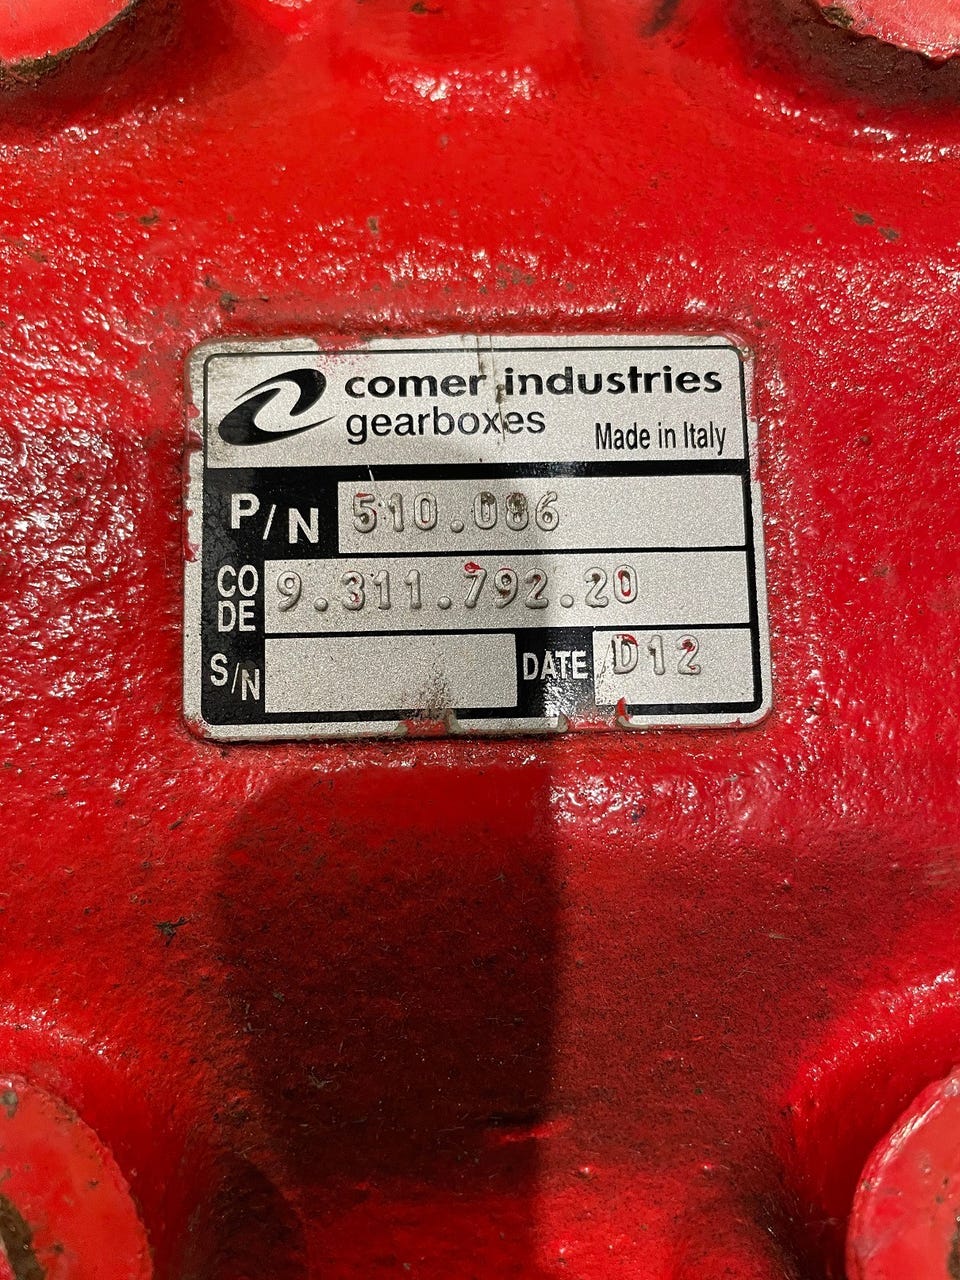 comer industries
gearboxes
Made in Italy
P/N 510.086
CODE 9.311.792.20
S/N DATE D12